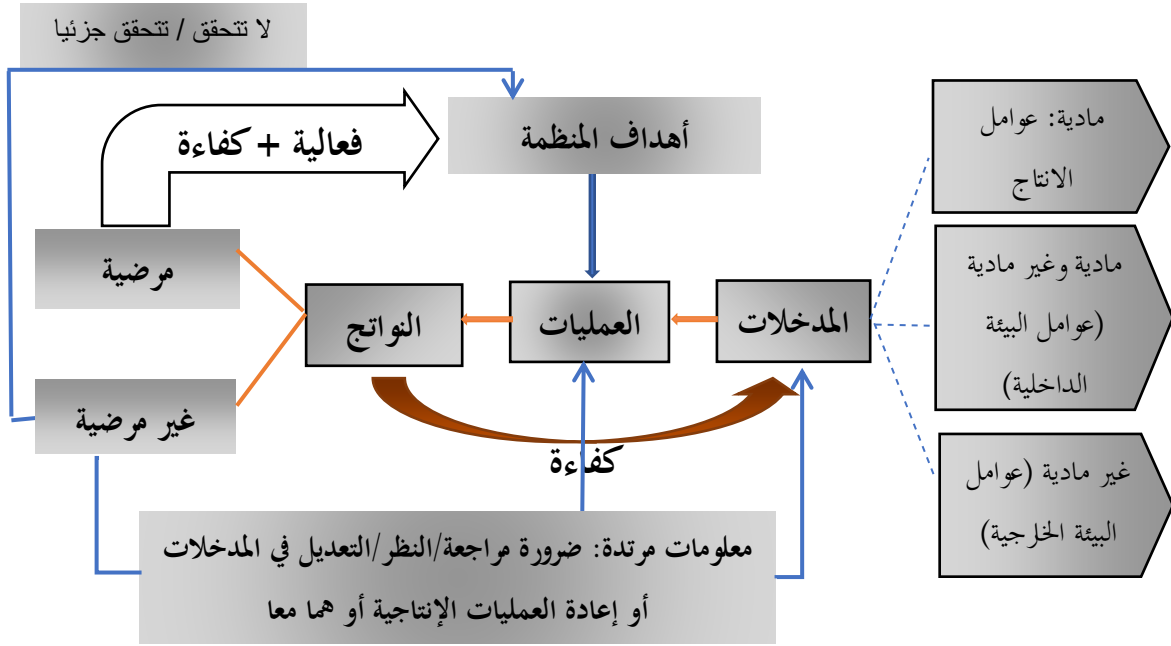 لا تتحقق / تتحقق جزئيا
أهداف المنظمة
فعالية + كفاءة
مادية: عوامل
الانتاج
مرضية
مادية وغير مادية
(عوامل البيئة
الداخلية)
المدخلات
العمليات
النواتج
غير مرضية
كفاءة
غير مادية (عوامل
البيئة الخارجية)
معلومات مرتدة: ضرورة مراجعة/النظر/التعديل في المدخلات
أو إعادة العمليات الإنتاجية أو هما معا